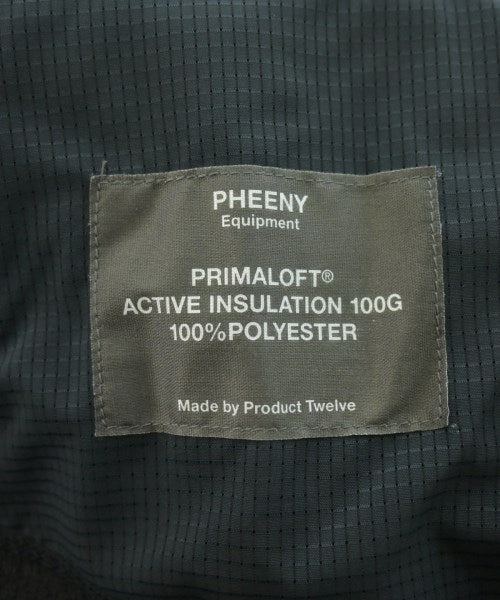 PHEENY
Equipment
PRIMALOFT®
ACTIVE INSULATION 100G
100%POLYESTER
Made by Product Twelve